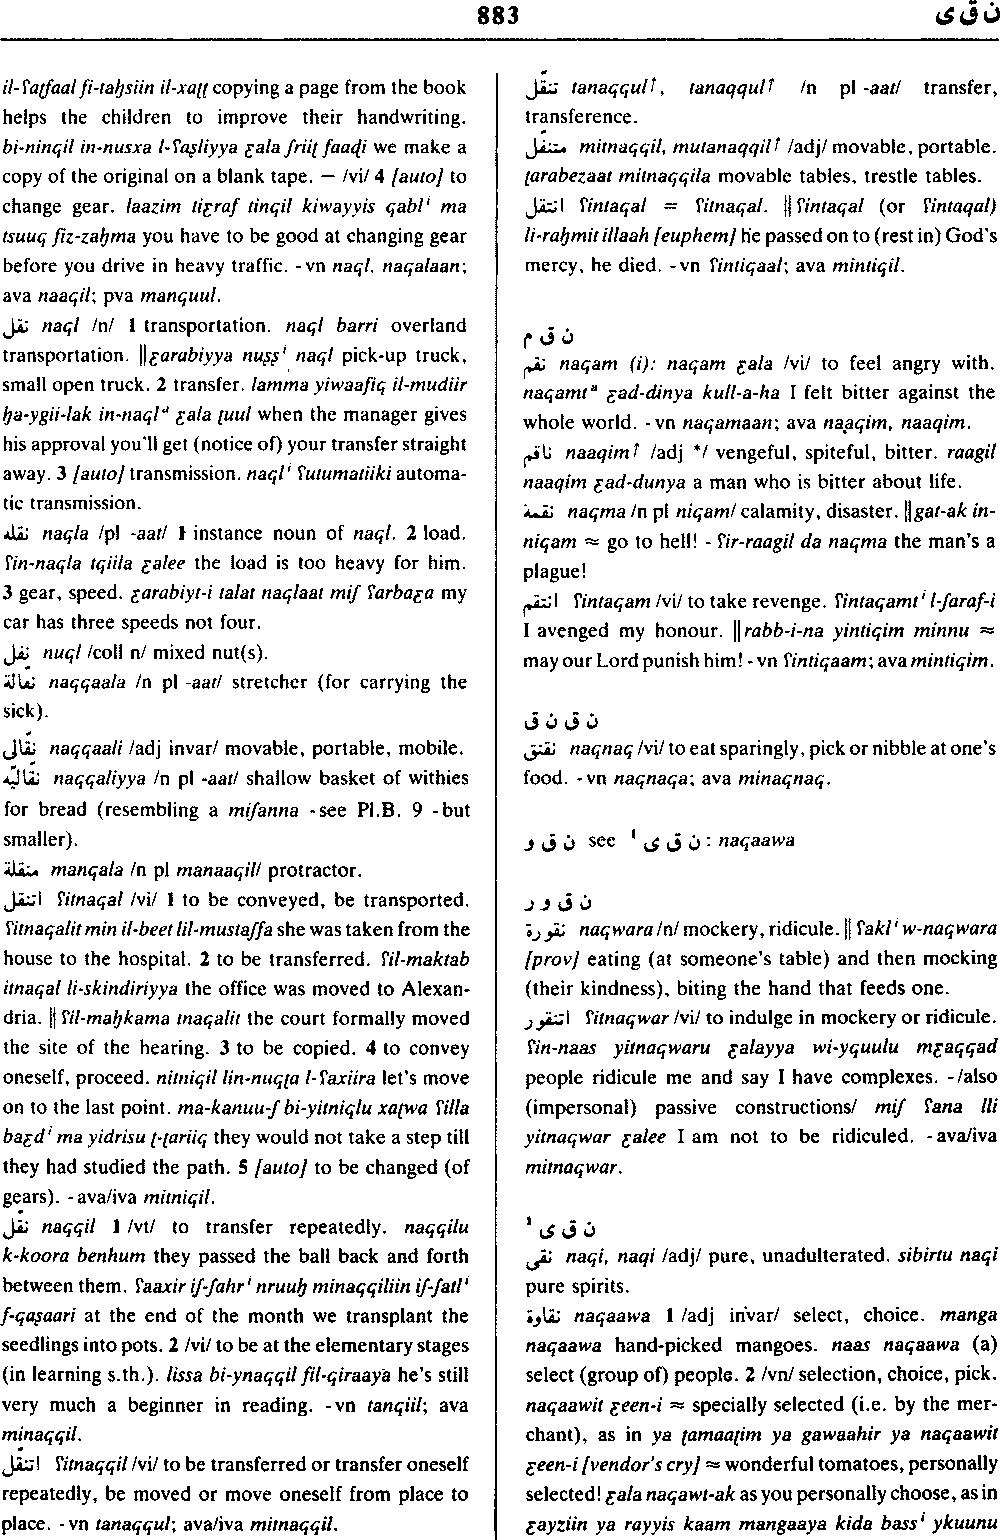 883
ن ق ى
il-ʕaṭfaal fi-taḥsiin il-xaṭṭ copying a page from the book
helps the children to improve their handwriting.
bi-ninqil in-nusxa l-ʕaṣliyya ɛala ʃriiṭ faaḍi we make a
copy of the original on a blank tape. — /vi/ 4 [auto] to
change gear. laazim tiɛraf tinqil kiwayyis qablⁱ ma
tsuuq fiz-zaḥma you have to be good at changing gear
before you drive in heavy traffic. -vn naql, naqalaan;
ava naaqil; pva manquul.
نقل naql /n/ 1 transportation. naql barri overland
transportation. ‖ɛarabiyya nuṣṣⁱ naql pick-up truck,
small open truck. 2 transfer. lamma yiwaafiq il-mudiir
ḥa-ygii-lak in-naqlᵃ ɛala ṭuul when the manager gives
his approval you'll get (notice of) your transfer straight
away. 3 [auto] transmission. naqlⁱ ʕutumatiiki automa-
tic transmission.
نقله naqla /pl -aat/ 1 instance noun of naql. 2 load.
ʕin-naqla tqiila ɛalee the load is too heavy for him.
3 gear, speed. ɛarabiyt-i talat naqlaat miʃ ʕarbaɛa my
car has three speeds not four.
نقل nuql /coll n/ mixed nut(s).
نقالة naqqaala /n pl -aat/ stretcher (for carrying the
sick).
نقّالى naqqaali /adj invar/ movable, portable, mobile.
نقّاليّه naqqaliyya /n pl -aat/ shallow basket of withies
for bread (resembling a miʃanna -see Pl.B. 9 -but
smaller).
منقلة manqala /n pl manaaqil/ protractor.
اتنقل ʕitnaqal /vi/ 1 to be conveyed, be transported.
ʕitnaqalit min il-beet lil-mustaʃfa she was taken from the
house to the hospital. 2 to be transferred. ʕil-maktab
itnaqal li-skindiriyya the office was moved to Alexan-
dria. ‖ ʕil-maḥkama tnaqalit the court formally moved
the site of the hearing. 3 to be copied. 4 to convey
oneself, proceed. nitniqil lin-nuqṭa l-ʕaxiira let's move
on to the last point. ma-kanuu-ʃ bi-yitniqlu xaṭwa ʕilla
baɛdⁱ ma yidrisu ṭ-ṭariiq they would not take a step till
they had studied the path. 5 [auto] to be changed (of
gears). -ava/iva mitniqil.
نقّل naqqil 1 /vt/ to transfer repeatedly. naqqilu
k-koora benhum they passed the ball back and forth
between them. ʕaaxir iʃ-ʃahrⁱ nruuḥ minaqqiliin iʃ-ʃatlⁱ
f-qaṣaari at the end of the month we transplant the
seedlings into pots. 2 /vi/ to be at the elementary stages
(in learning s.th.). lissa bi-ynaqqil fil-qiraaya he's still
very much a beginner in reading. -vn tanqiil; ava
minaqqil.
اتنقّل ʕitnaqqil /vi/ to be transferred or transfer oneself
repeatedly, be moved or move oneself from place to
place. -vn tanaqqul; ava/iva mitnaqqil.
تنقّل tanaqqul↑, tanaqqul↑ /n pl -aat/ transfer,
transference.
متنقّل mitnaqqil, mutanaqqil↑ /adj/ movable, portable.
ṭarabezaat mitnaqqila movable tables, trestle tables.
انتقل ʕintaqal = ʕitnaqal. ‖ʕintaqal (or ʕintaqal)
li-raḥmit illaah [euphem] he passed on to (rest in) God's
mercy, he died. -vn ʕintiqaal; ava mintiqil.
ن ق م
نقم naqam (i): naqam ɛala /vi/ to feel angry with.
naqamtᵃ ɛad-dinya kull-a-ha I felt bitter against the
whole world. -vn naqamaan; ava naaqim, naaqim.
ناقم naaqim↑ /adj */ vengeful, spiteful, bitter. raagil
naaqim ɛad-dunya a man who is bitter about life.
نقمة naqma /n pl niqam/ calamity, disaster. ‖gat-ak in-
niqam ≈ go to hell! - ʕir-raagil da naqma the man's a
plague!
انتقم ʕintaqam /vi/ to take revenge. ʕintaqamtⁱ l-ʃaraf-i
I avenged my honour. ‖rabb-i-na yintiqim minnu ≈
may our Lord punish him! -vn ʕintiqaam; ava mintiqim.
ن ق ن ق
نقنق naqnaq /vi/ to eat sparingly, pick or nibble at one's
food. -vn naqnaqa; ava minaqnaq.
ن ق و see ¹ ن ق ى : naqaawa
ن ق و ر
نقورة naqwara /n/ mockery, ridicule. ‖ ʕaklⁱ w-naqwara
[prov] eating (at someone's table) and then mocking
(their kindness), biting the hand that feeds one.
اتنقور ʕitnaqwar /vi/ to indulge in mockery or ridicule.
ʕin-naas yitnaqwaru ɛalayya wi-yquulu mɛaqqad
people ridicule me and say I have complexes. -/also
(impersonal) passive constructions/ miʃ ʕana lli
yitnaqwar ɛalee I am not to be ridiculed. -ava/iva
mitnaqwar.
ن ق ى ¹
نقى naqi, naqi /adj/ pure, unadulterated. sibirtu naqi
pure spirits.
نقاوة naqaawa 1 /adj invar/ select, choice. manga
naqaawa hand-picked mangoes. naas naqaawa (a)
select (group of) people. 2 /vn/ selection, choice, pick.
naqaawit ɛeen-i ≈ specially selected (i.e. by the mer-
chant), as in ya ṭamaaṭim ya gawaahir ya naqaawit
ɛeen-i [vendor's cry] ≈ wonderful tomatoes, personally
selected! ɛala naqawt-ak as you personally choose, as in
ɛayziin ya rayyis kaam mangaaya kida bassⁱ ykuunu